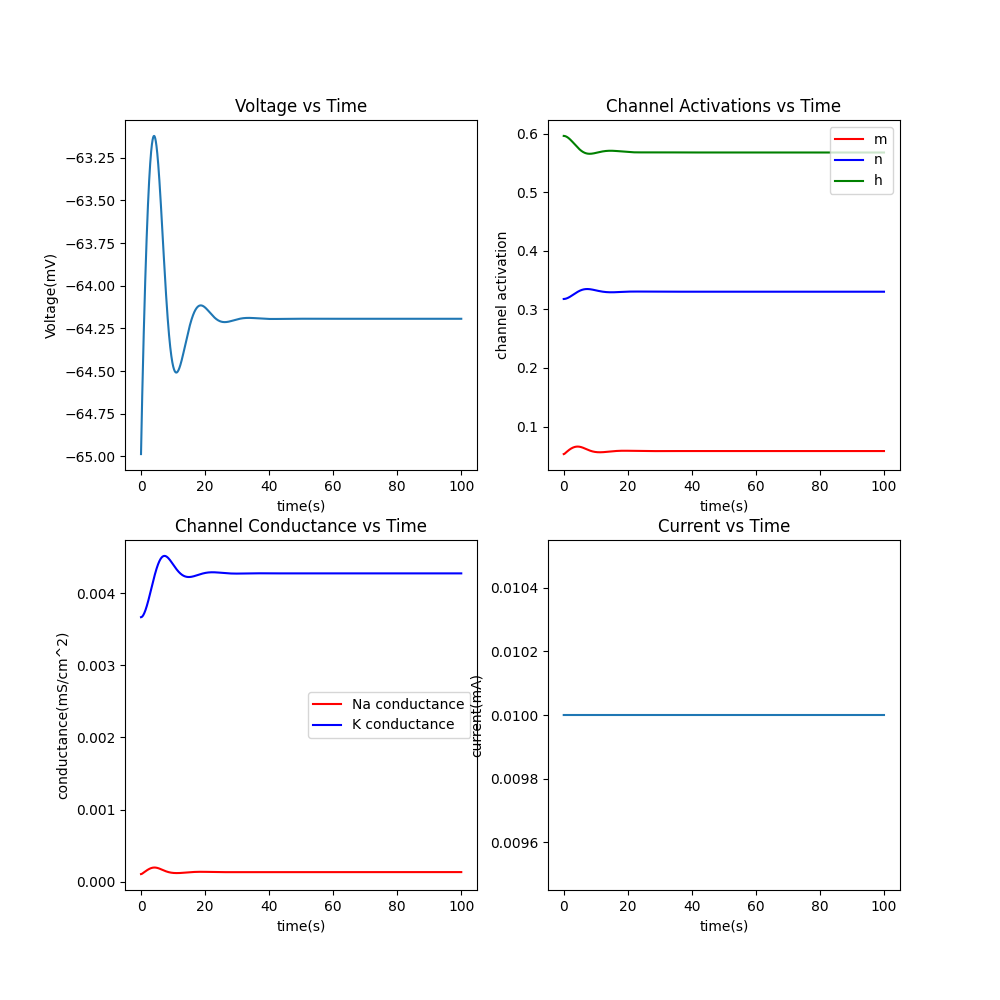 Voltage vs Time
−63.25
−63.50
−63.75
−64.00
−64.25
−64.50
−64.75
−65.00
Voltage(mV)
0 20 40 60 80 100
time(s)
Channel Activations vs Time
0.6
0.5
0.4
0.3
0.2
0.1
channel activation
m
n
h
0 20 40 60 80 100
time(s)
Channel Conductance vs Time
0.004
0.003
0.002
0.001
0.000
conductance(mS/cm^2)
Na conductance
K conductance
0 20 40 60 80 100
time(s)
Current vs Time
0.0104
0.0102
0.0100
0.0098
0.0096
current(mA)
0 20 40 60 80 100
time(s)